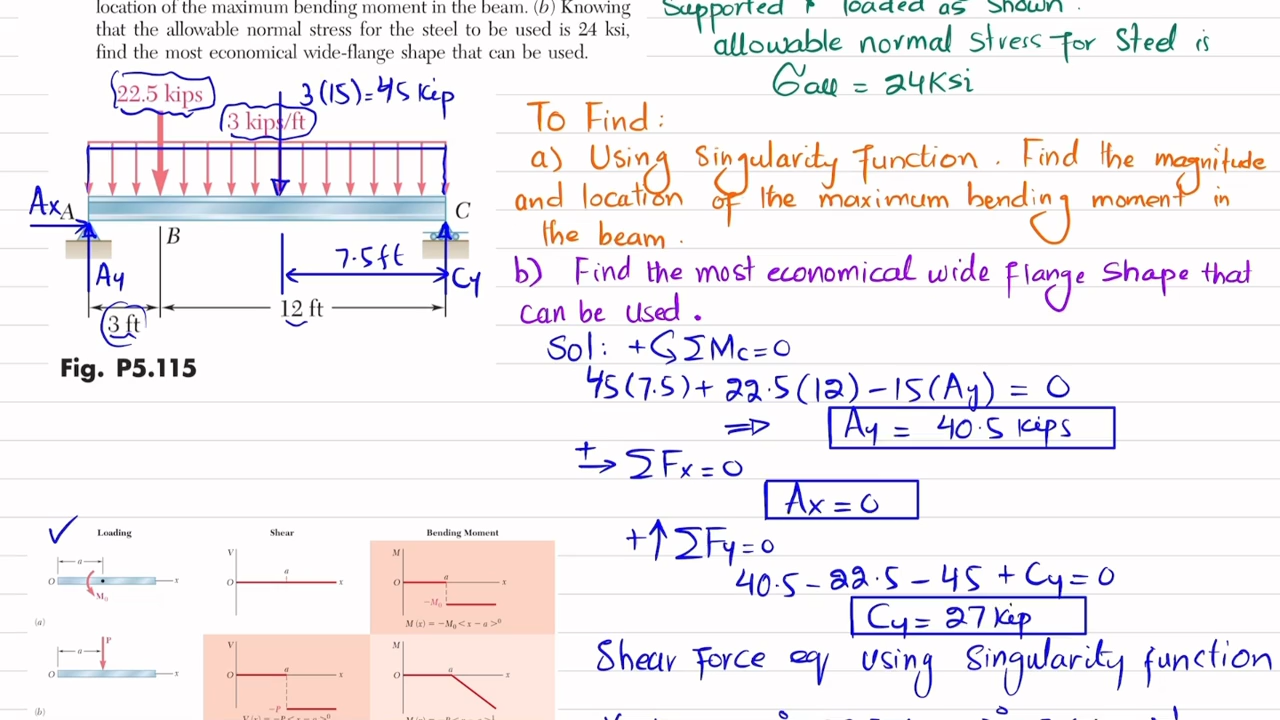 location of the maximum bending moment in the beam. (b) Knowing
that the allowable normal stress for the steel to be used is 24 ksi,
find the most economical wide-flange shape that can be used.
22.5 kips
3(15)=45 Kip
3 kips/ft
Ax
A
C
B
Ay
7.5ft
Cy
3 ft
12 ft
Fig. P5.115
Supported & loaded as shown.
allowable normal stress for steel is
σall = 24Ksi
To Find:
a) Using Singularity function. Find the magnitude
and location of the maximum bending moment in
the beam.
b) Find the most economical wide flange shape that
can be used.
Sol: +↺ ΣMc=0
45(7.5)+ 22.5(12) -15(Ay) = 0
⇒ Ay = 40.5 kips
+→ ΣFx=0
Ax=0
+↑ ΣFy=0
40.5-22.5-45+Cy=0
Cy=27 kip
Shear Force eq using Singularity function
✓ Loading Shear Bending Moment
a
O
x
M₀
V
a
O
x
M
a
O
x
-M₀
M(x) = -M₀<x-a>⁰
(a)
P
a
O
x
V
a
O
x
-P
M
a
O
x
(b)